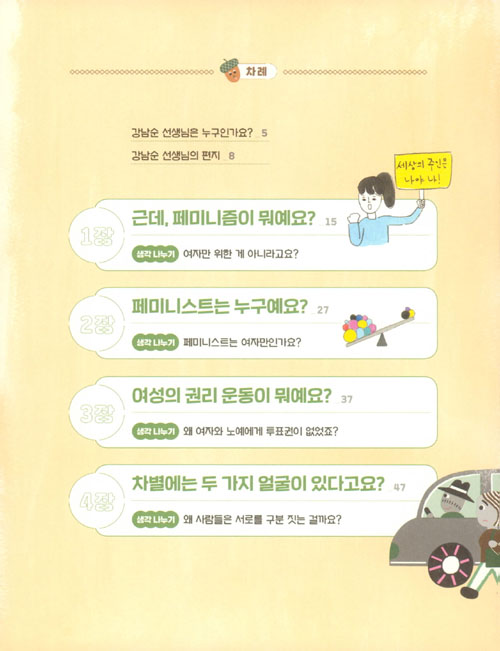 차례
강남순 선생님은 누구인가요? 5
강남순 선생님의 편지 8
세상의 주인은
나야 나!
1장
근데, 페미니즘이 뭐예요? 15
생각 나누기 여자만 위한 게 아니라고요?
2장
페미니스트는 누구예요? 27
생각 나누기 페미니스트는 여자만인가요?
3장
여성의 권리 운동이 뭐예요? 37
생각 나누기 왜 여자와 노예에게 투표권이 없었죠?
4장
차별에는 두 가지 얼굴이 있다고요? 47
생각 나누기 왜 사람들은 서로를 구분 짓는 걸까요?